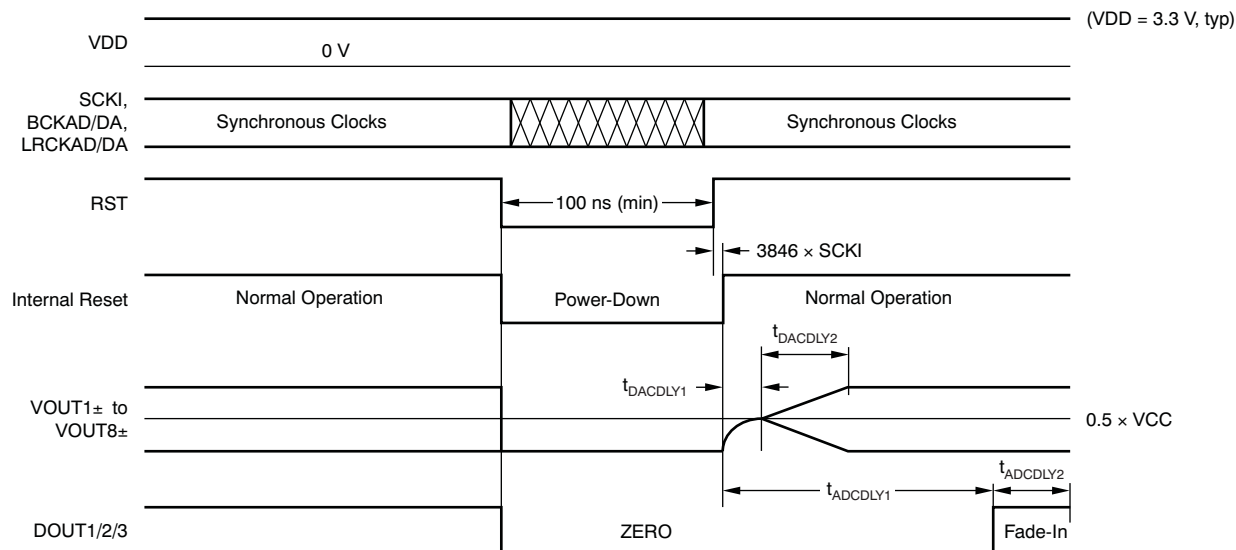 (VDD = 3.3 V, typ)
VDD
0 V
SCKI,
BCKAD/DA,
LRCKAD/DA
Synchronous Clocks
Synchronous Clocks
RST
100 ns (min)
3846 × SCKI
Internal Reset
Normal Operation
Power-Down
Normal Operation
tDACDLY2
tDACDLY1
VOUT1± to
VOUT8±
0.5 × VCC
tADCDLY2
tADCDLY1
DOUT1/2/3
ZERO
Fade-In